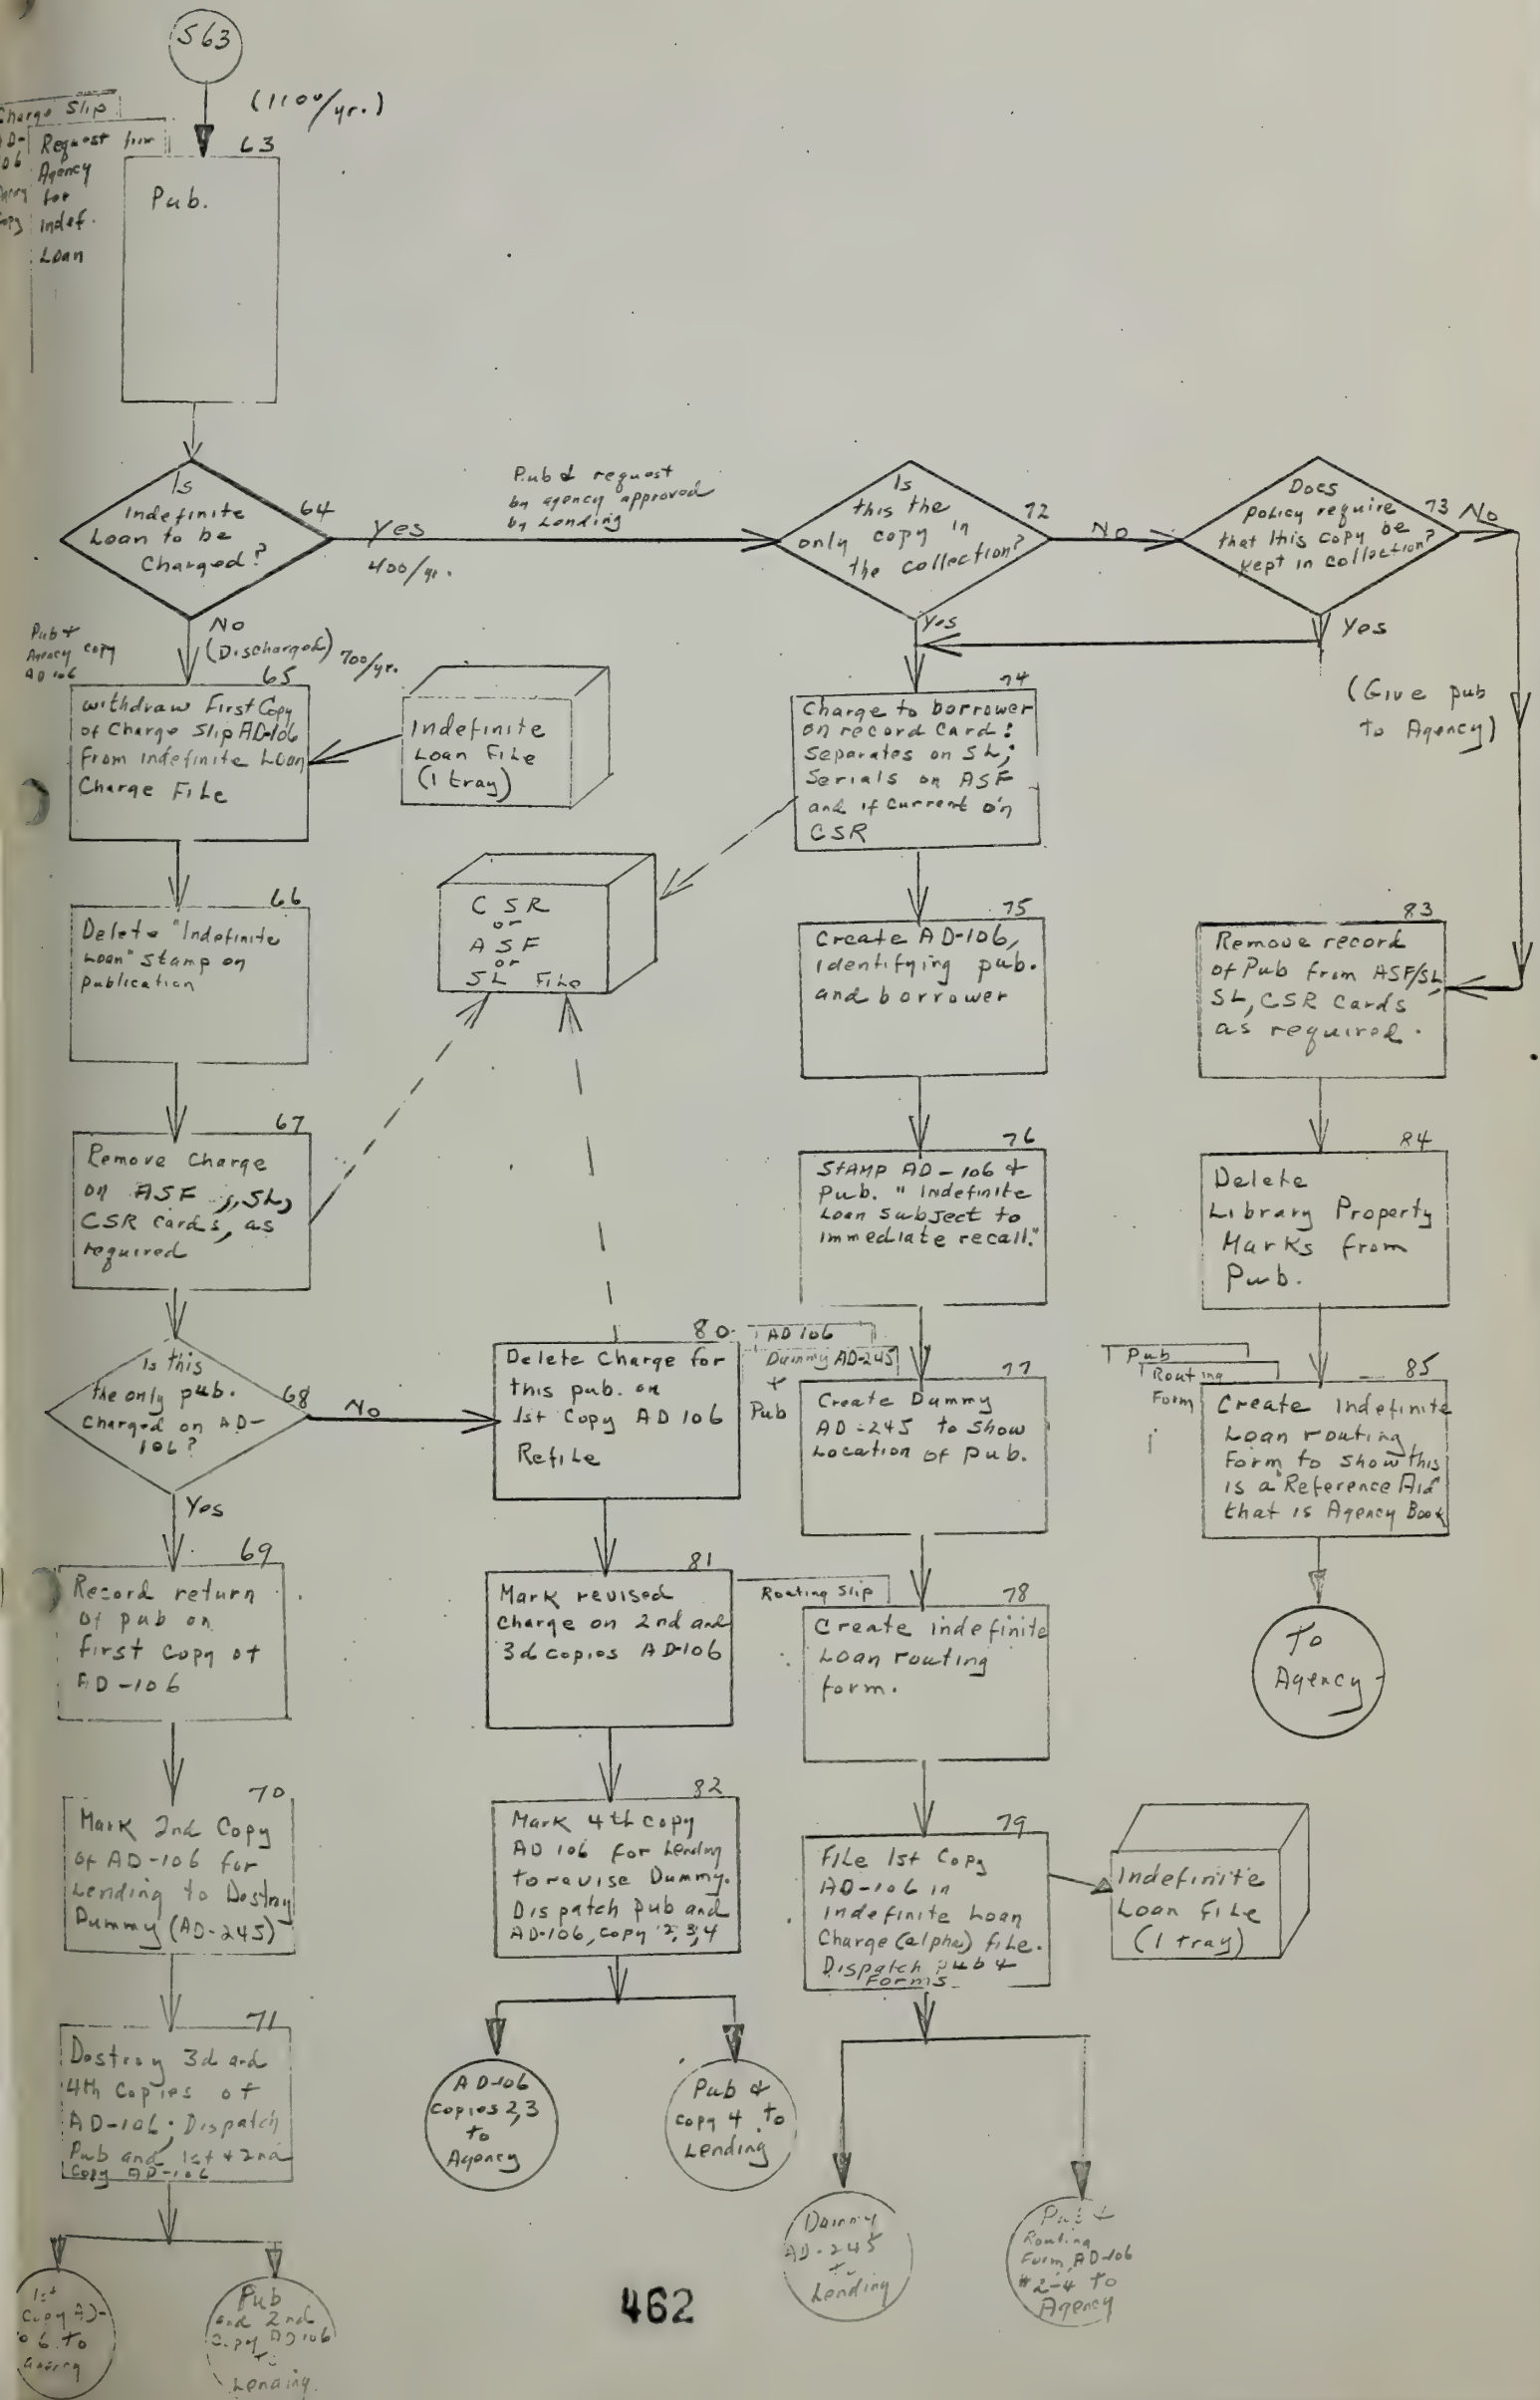 563
(1100/yr.)
Charge Slip
AD-
106
Agency
Copy
Request from
Agency
for
Indef.
Loan
63
Pub.
Is
Indefinite
Loan to be
Charged?
64
Yes
400/yr.
Pub & request
by agency approved
by Lending
Is
this the
only copy in
the collection?
72
No
Does
Policy require
that this copy be
kept in collection?
73
No
Yes
Yes
(Give pub
to Agency)
No
(Discharged) 700/yr.
Pub +
Agency copy
AD 106
65
Withdraw First Copy
of Charge Slip AD-106
from Indefinite Loan
Charge File
Indefinite
Loan File
(1 tray)
66
Delete "Indefinite
Loan" Stamp on
publication
CSR
or
ASF
or
SL File
67
Remove Charge
on ASF , SL,
CSR cards, as
required
Is this
the only pub.
charged on AD-
106?
68
No
Yes
69
Record return
of pub on
first Copy of
AD-106
70
Mark 2nd Copy
of AD-106 for
Lending to Destroy
Dummy (AD-245)
71
Destroy 3d and
4th Copies of
AD-106; Dispatch
Pub and 1st + 2nd
Copy AD-106
1st
Copy AD-
06 to
Pub
and 2nd
Copy AD106
to
Lending.
80
Delete Charge for
this pub. on
1st Copy AD 106
Refile
81
Mark revised
Charge on 2nd and
3d copies AD-106
82
Mark 4th copy
AD 106 for Lending
to revise Dummy.
Dispatch pub and
AD-106, copy 2, 3, 4
AD-106
Copies 2,3
to
Agency
Pub &
copy 4 to
Lending
74
Charge to borrower
on record card:
Separates on SL;
Serials on ASF
and if current on
CSR
75
Create AD-106,
identifying pub.
and borrower
76
Stamp AD-106 +
Pub. "Indefinite
Loan subject to
immediate recall."
AD 106
Dummy AD-245
+
Pub
77
Create Dummy
AD-245 to show
Location of pub.
Routing Slip
78
Create indefinite
Loan routing
form.
79
File 1st Copy
AD-106 in
Indefinite Loan
Charge (alpha) file.
Dispatch pub +
Forms
Indefinite
Loan File
(1 tray)
Dummy
AD-245
to
Lending
Pub +
Routing
Form, AD-106
#2-4 to
Agency
83
Remove record
of Pub from ASF/SL,
SL, CSR cards
as required.
84
Delete
Library Property
Marks from
Pub.
Pub
Routing
Form
85
Create Indefinite
Loan routing
Form to show this
is a "Reference Aid"
that is Agency Book
To
Agency
462